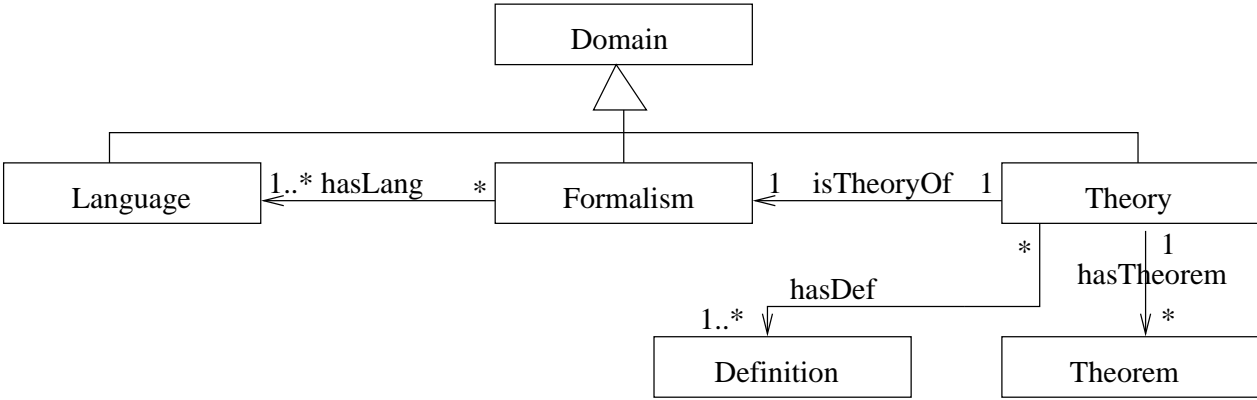 Domain
1..* hasLang *
1 isTheoryOf 1
Language
Formalism
Theory
*
1
hasTheorem
hasDef
1..*
*
Definition
Theorem